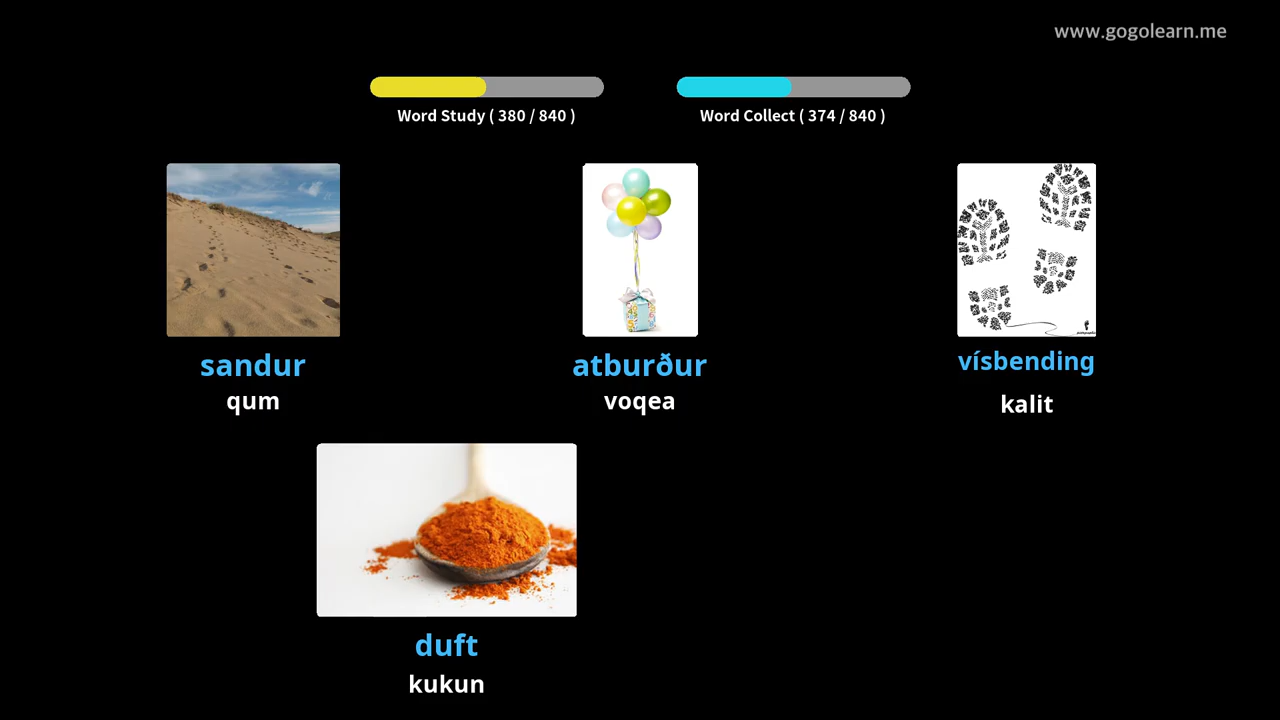 www.gogolearn.me
Word Study ( 380 / 840 )
Word Collect ( 374 / 840 )
sandur
qum
atburður
voqea
vísbending
kalit
duft
kukun